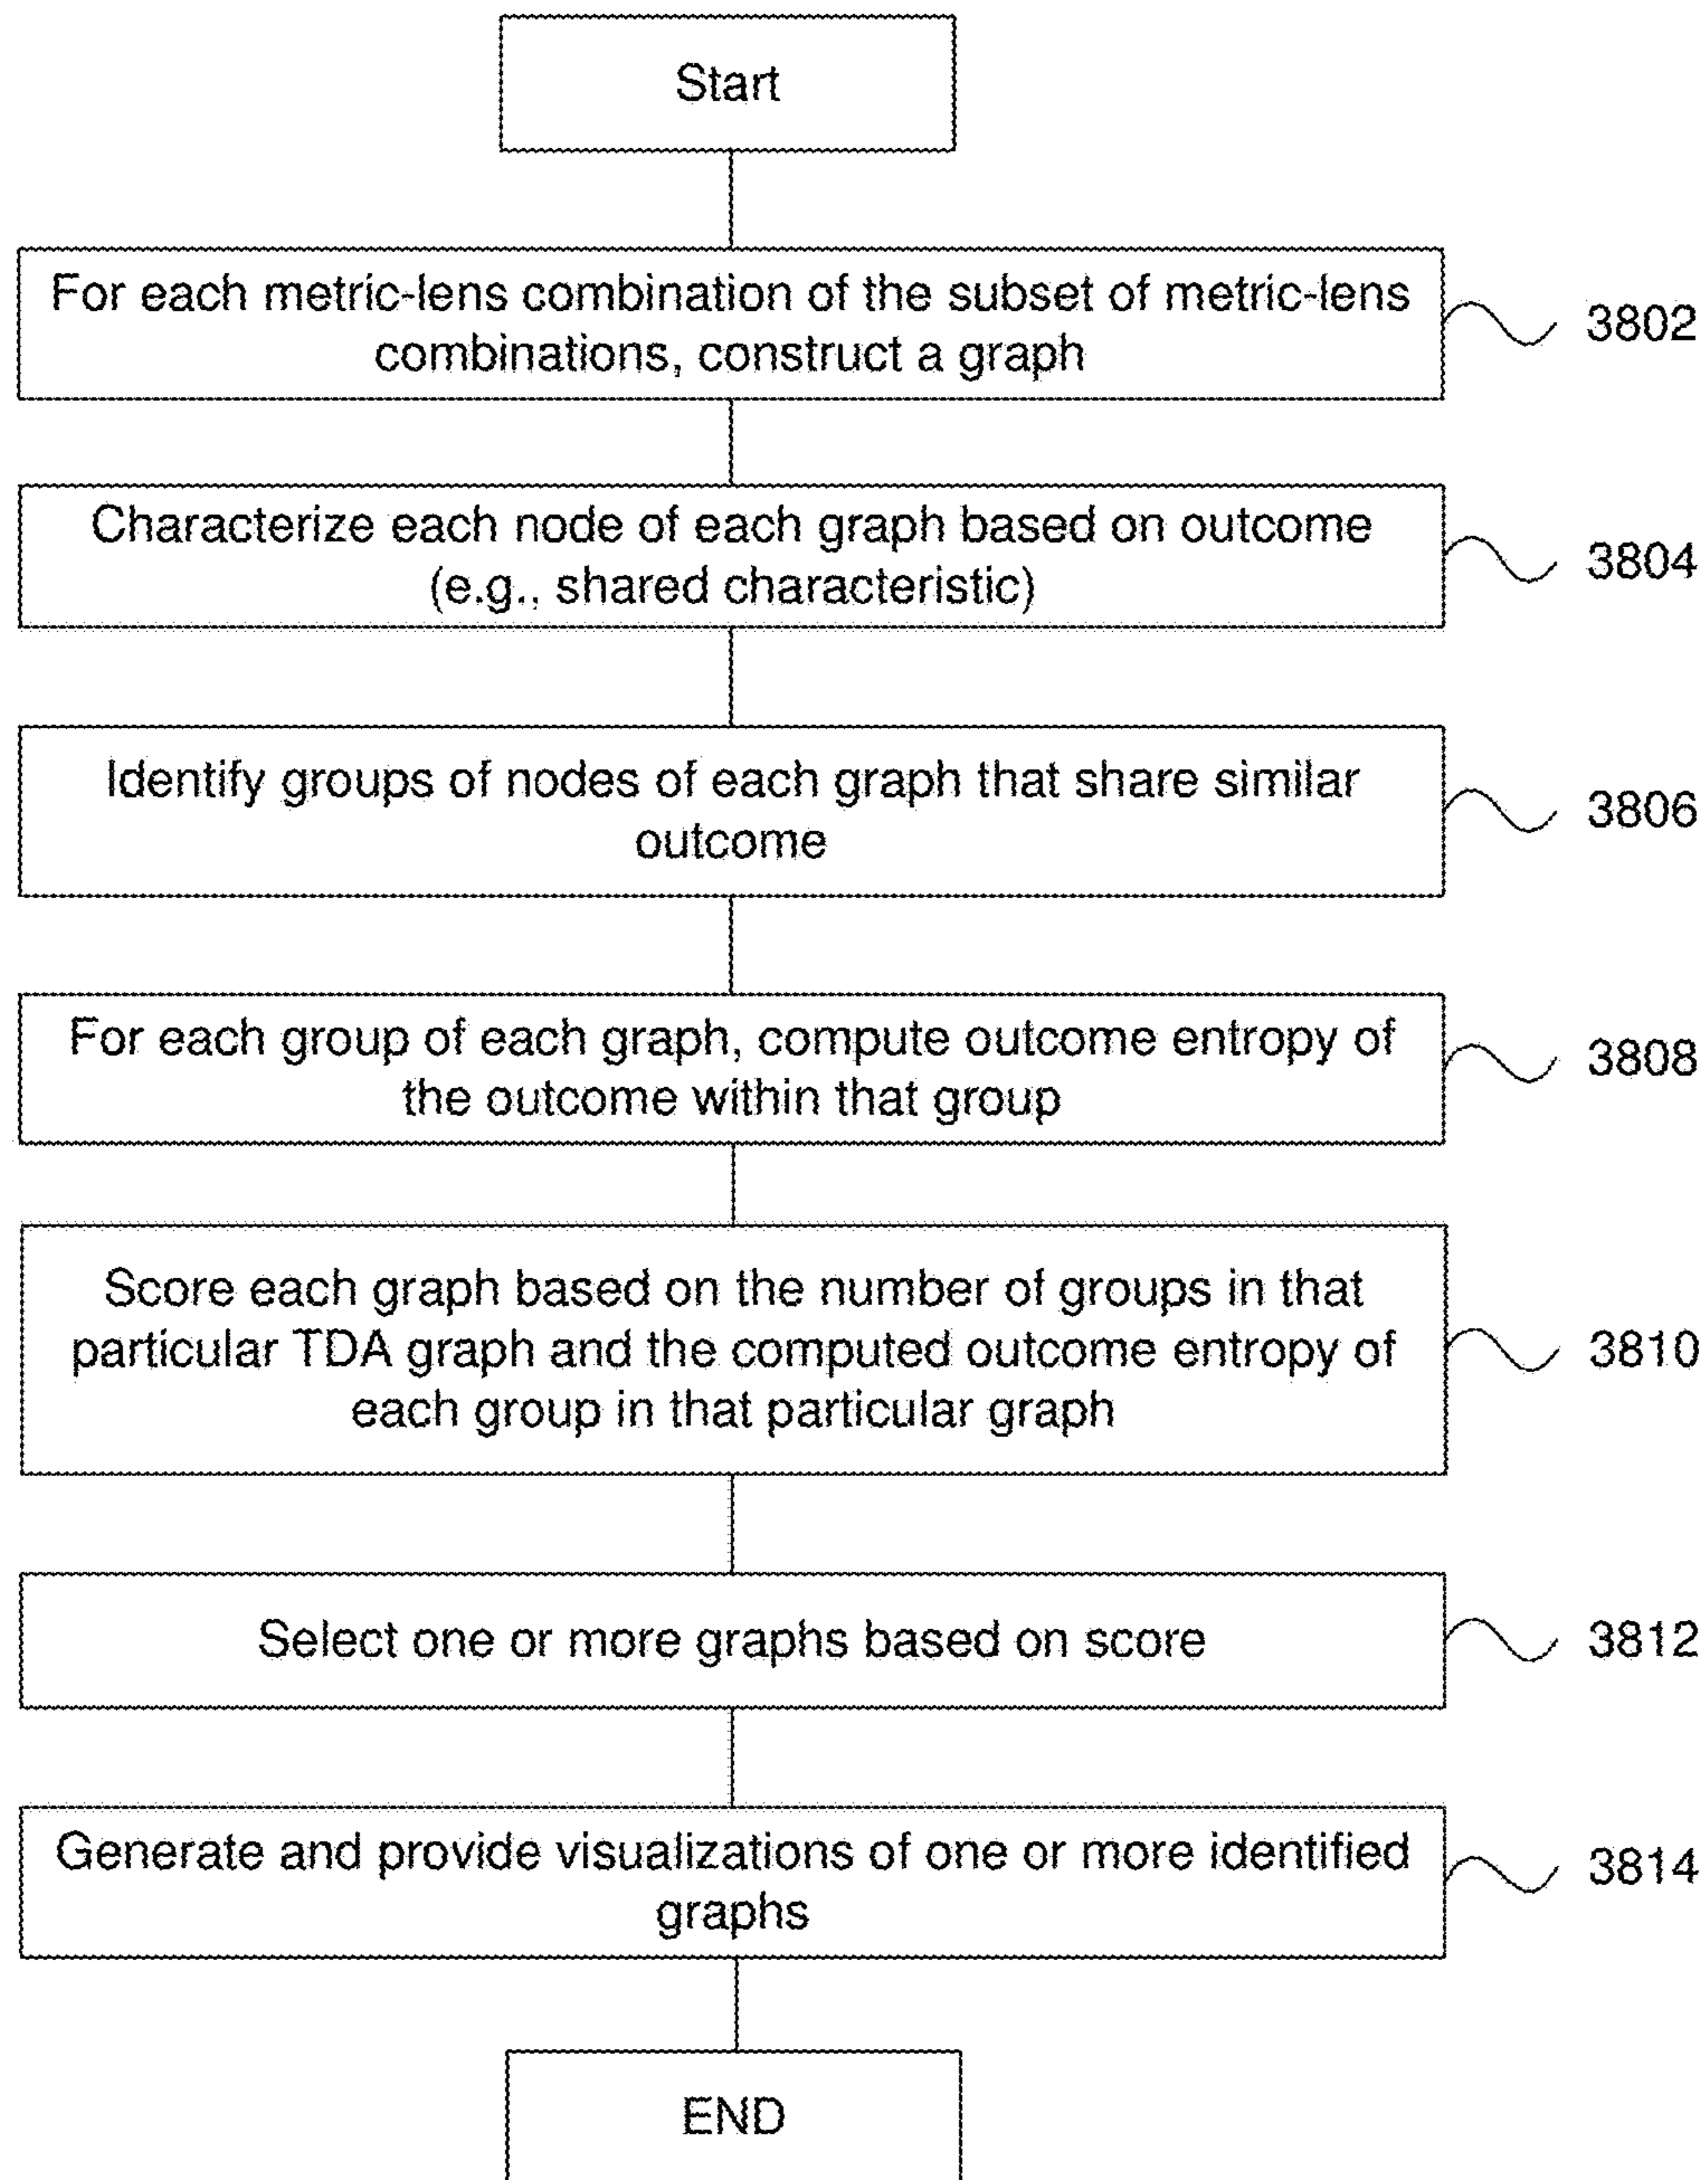 Start
For each metric-lens combination of the subset of metric-lens
combinations, construct a graph
3802
Characterize each node of each graph based on outcome
(e.g., shared characteristic)
3804
Identify groups of nodes of each graph that share similar
outcome
3806
For each group of each graph, compute outcome entropy of
the outcome within that group
3808
Score each graph based on the number of groups in that
particular TDA graph and the computed outcome entropy of
each group in that particular graph
3810
Select one or more graphs based on score
3812
Generate and provide visualizations of one or more identified
graphs
3814
END